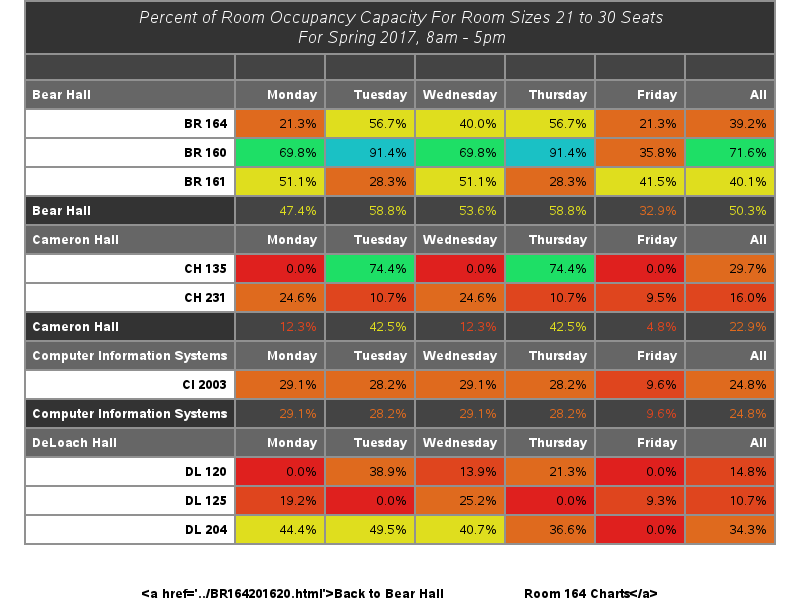 Percent of Room Occupancy Capacity For Room Sizes 21 to 30 Seats
For Spring 2017, 8am - 5pm
Bear Hall Monday Tuesday Wednesday Thursday Friday All
BR 164 21.3% 56.7% 40.0% 56.7% 21.3% 39.2%
BR 160 69.8% 91.4% 69.8% 91.4% 35.8% 71.6%
BR 161 51.1% 28.3% 51.1% 28.3% 41.5% 40.1%
Bear Hall 47.4% 58.8% 53.6% 58.8% 32.9% 50.3%
Cameron Hall Monday Tuesday Wednesday Thursday Friday All
CH 135 0.0% 74.4% 0.0% 74.4% 0.0% 29.7%
CH 231 24.6% 10.7% 24.6% 10.7% 9.5% 16.0%
Cameron Hall 12.3% 42.5% 12.3% 42.5% 4.8% 22.9%
Computer Information Systems Monday Tuesday Wednesday Thursday Friday All
CI 2003 29.1% 28.2% 29.1% 28.2% 9.6% 24.8%
Computer Information Systems 29.1% 28.2% 29.1% 28.2% 9.6% 24.8%
DeLoach Hall Monday Tuesday Wednesday Thursday Friday All
DL 120 0.0% 38.9% 13.9% 21.3% 0.0% 14.8%
DL 125 19.2% 0.0% 25.2% 0.0% 9.3% 10.7%
DL 204 44.4% 49.5% 40.7% 36.6% 0.0% 34.3%
<a href='../BR164201620.html'>Back to Bear Hall Room 164 Charts</a>